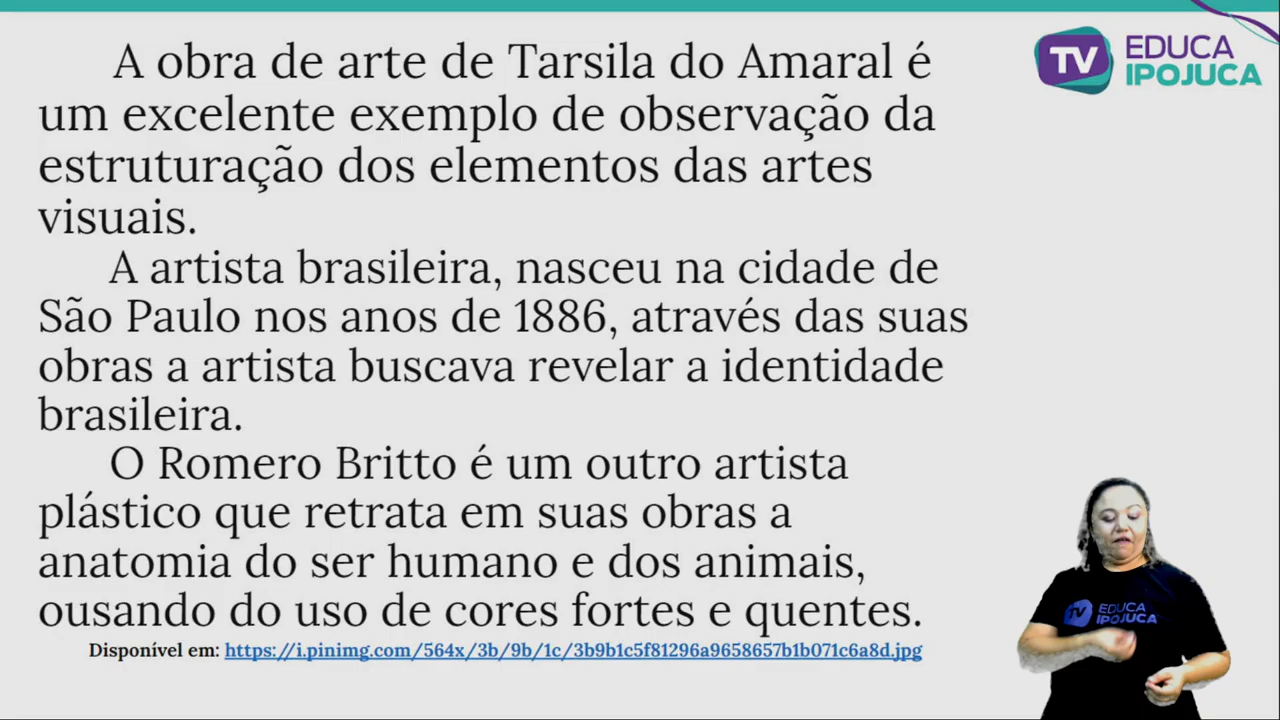 A obra de arte de Tarsila do Amaral é
um excelente exemplo de observação da
estruturação dos elementos das artes
visuais.
A artista brasileira, nasceu na cidade de
São Paulo nos anos de 1886, através das suas
obras a artista buscava revelar a identidade
brasileira.
O Romero Britto é um outro artista
plástico que retrata em suas obras a
anatomia do ser humano e dos animais,
ousando do uso de cores fortes e quentes.
Disponível em: https://i.pinimg.com/564x/3b/9b/1c/3b9b1c5f81296a9658657b1b071c6a8d.jpg
TV EDUCA
IPOJUCA
TV EDUCA
IPOJUCA